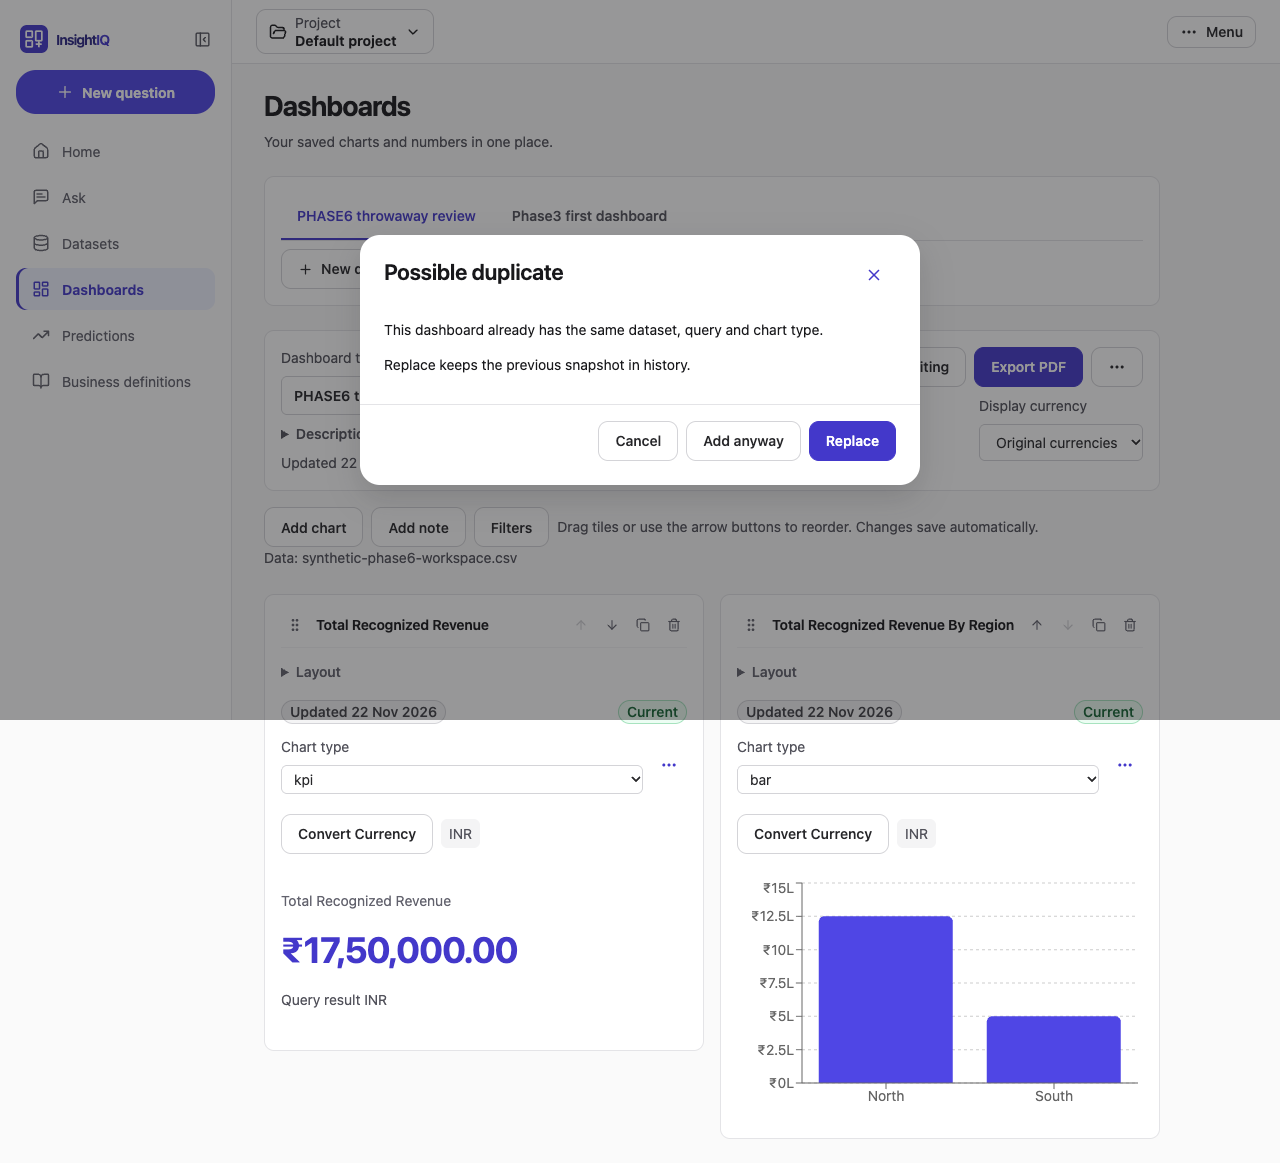 InsightIQ
New question
Home
Ask
Datasets
Dashboards
Predictions
Business definitions
Project
Default project
Menu
Dashboards
Your saved charts and numbers in one place.
PHASE6 throwaway review
Phase3 first dashboard
Possible duplicate
This dashboard already has the same dataset, query and chart type.
Replace keeps the previous snapshot in history.
Cancel
Add anyway
Replace
New
Dashboard
PHASE6
Updated 22
Export PDF
Display currency
Original currencies
Add chart
Add note
Filters
Drag tiles or use the arrow buttons to reorder. Changes save automatically.
Data: synthetic-phase6-workspace.csv
Total Recognized Revenue
Layout
Updated 22 Nov 2026
Current
Chart type
kpi
Convert Currency
INR
Total Recognized Revenue
₹17,50,000.00
Query result INR
Total Recognized Revenue By Region
Layout
Updated 22 Nov 2026
Current
Chart type
bar
Convert Currency
INR
₹15L
₹12.5L
₹10L
₹7.5L
₹5L
₹2.5L
₹0L
North
South